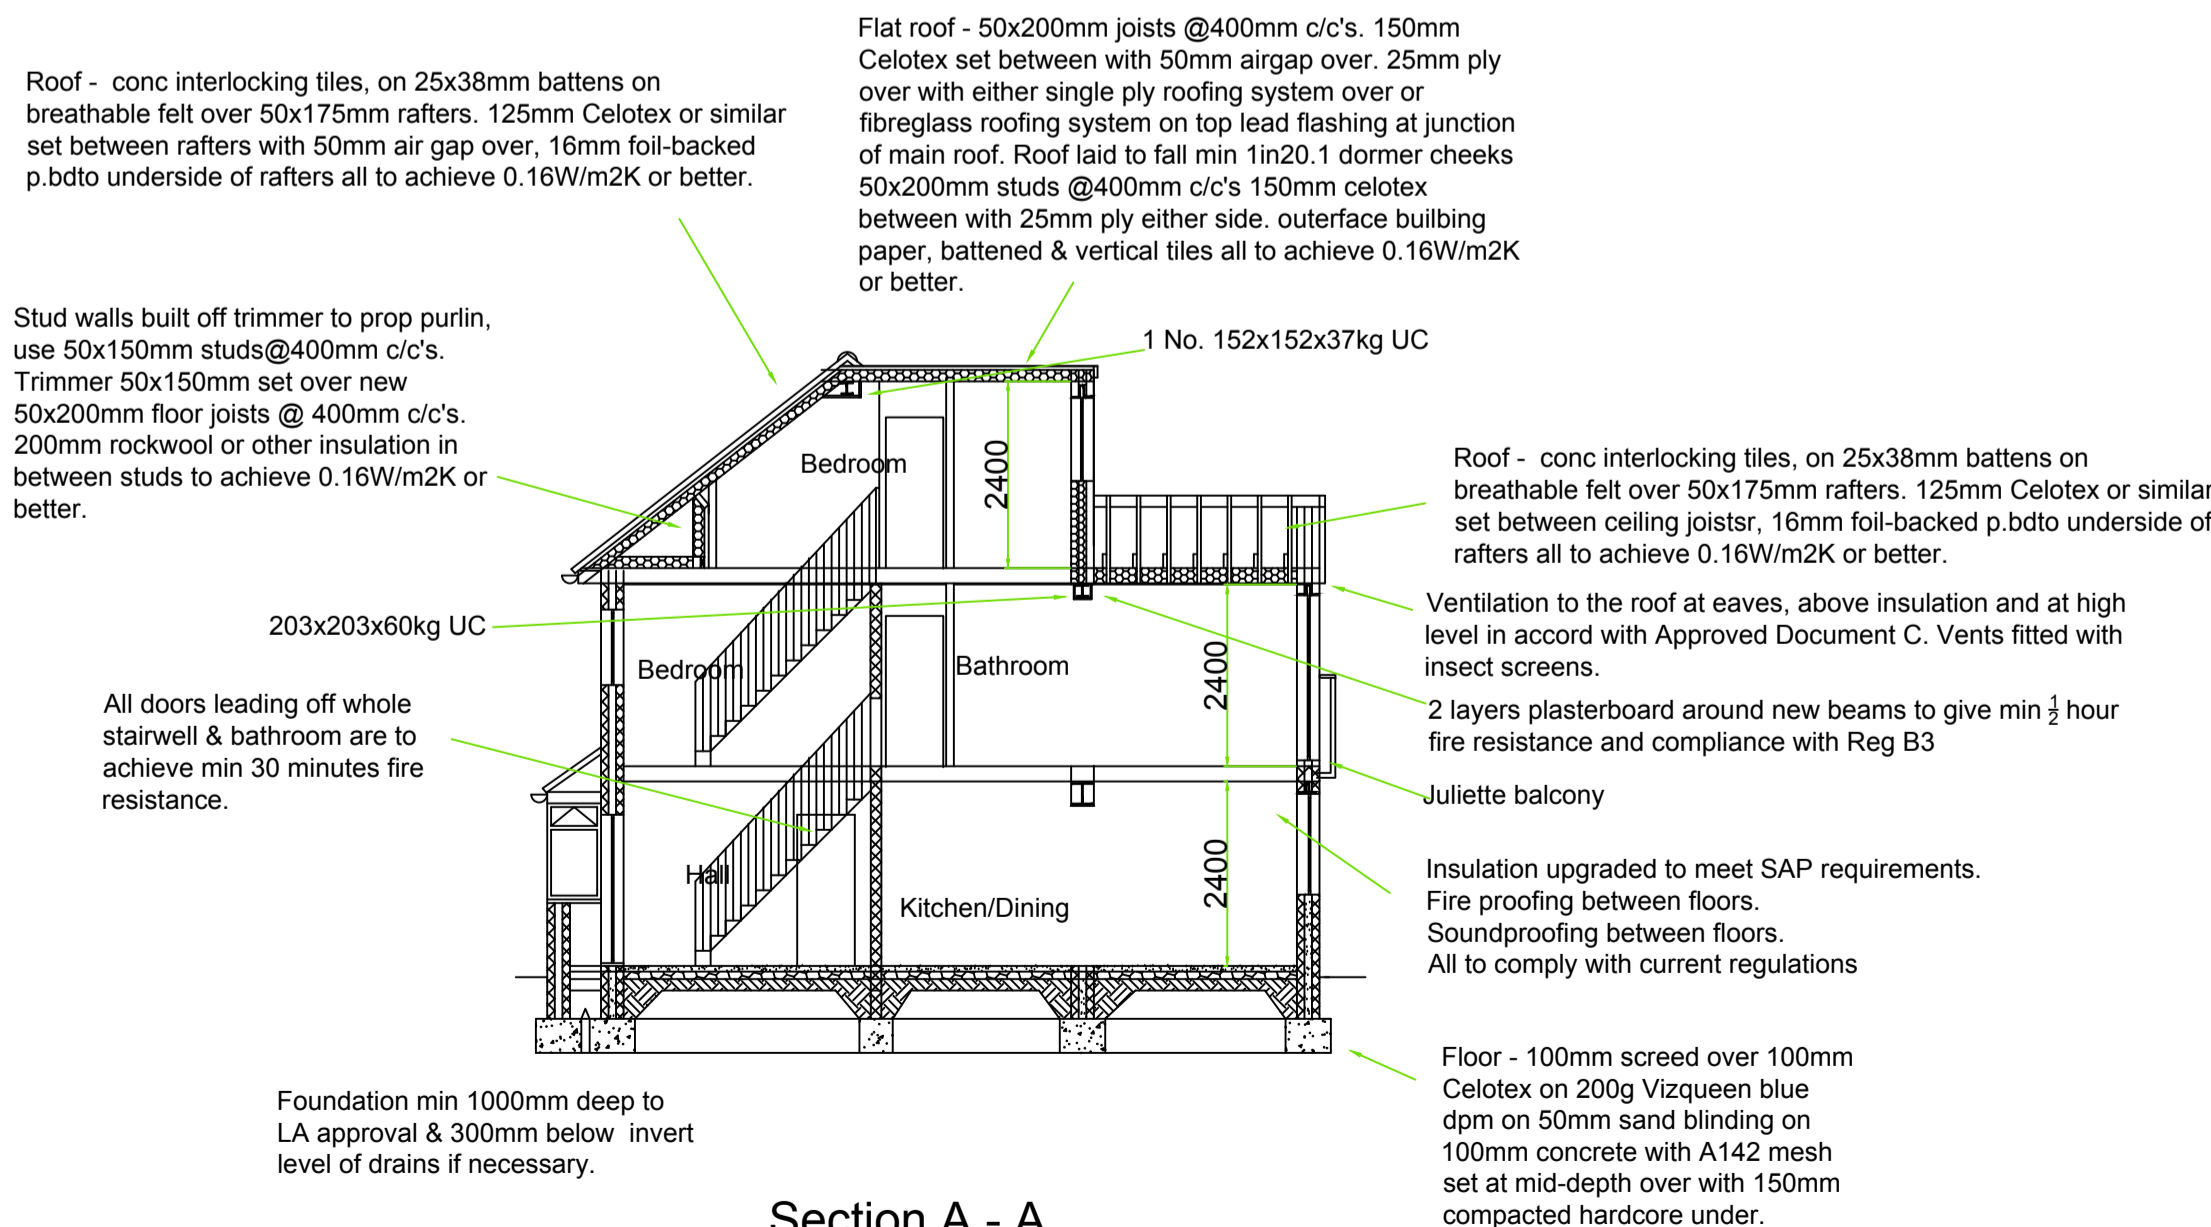 Flat roof - 50x200mm joists @400mm c/c's. 150mm
Celotex set between with 50mm airgap over. 25mm ply
over with either single ply roofing system over or
fibreglass roofing system on top lead flashing at junction
of main roof. Roof laid to fall min 1in20.1 dormer cheeks
50x200mm studs @400mm c/c's 150mm celotex
between with 25mm ply either side. outerface builbing
paper, battened & vertical tiles all to achieve 0.16W/m2K
or better.
Roof - conc interlocking tiles, on 25x38mm battens on
breathable felt over 50x175mm rafters. 125mm Celotex or similar
set between rafters with 50mm air gap over, 16mm foil-backed
p.bdto underside of rafters all to achieve 0.16W/m2K or better.
Stud walls built off trimmer to prop purlin,
use 50x150mm studs@400mm c/c's.
Trimmer 50x150mm set over new
50x200mm floor joists @ 400mm c/c's.
200mm rockwool or other insulation in
between studs to achieve 0.16W/m2K or
better.
1 No. 152x152x37kg UC
Bedroom
2400
Roof - conc interlocking tiles, on 25x38mm battens on
breathable felt over 50x175mm rafters. 125mm Celotex or similar
set between ceiling joistsr, 16mm foil-backed p.bdto underside of
rafters all to achieve 0.16W/m2K or better.
203x203x60kg UC
Ventilation to the roof at eaves, above insulation and at high
level in accord with Approved Document C. Vents fitted with
insect screens.
Bedroom
Bathroom
2400
All doors leading off whole
stairwell & bathroom are to
achieve min 30 minutes fire
resistance.
2 layers plasterboard around new beams to give min ½ hour
fire resistance and compliance with Reg B3
Juliette balcony
Hall
Kitchen/Dining
2400
Insulation upgraded to meet SAP requirements.
Fire proofing between floors.
Soundproofing between floors.
All to comply with current regulations
Foundation min 1000mm deep to
LA approval & 300mm below invert
level of drains if necessary.
Floor - 100mm screed over 100mm
Celotex on 200g Vizqueen blue
dpm on 50mm sand blinding on
100mm concrete with A142 mesh
set at mid-depth over with 150mm
compacted hardcore under.
Section A - A